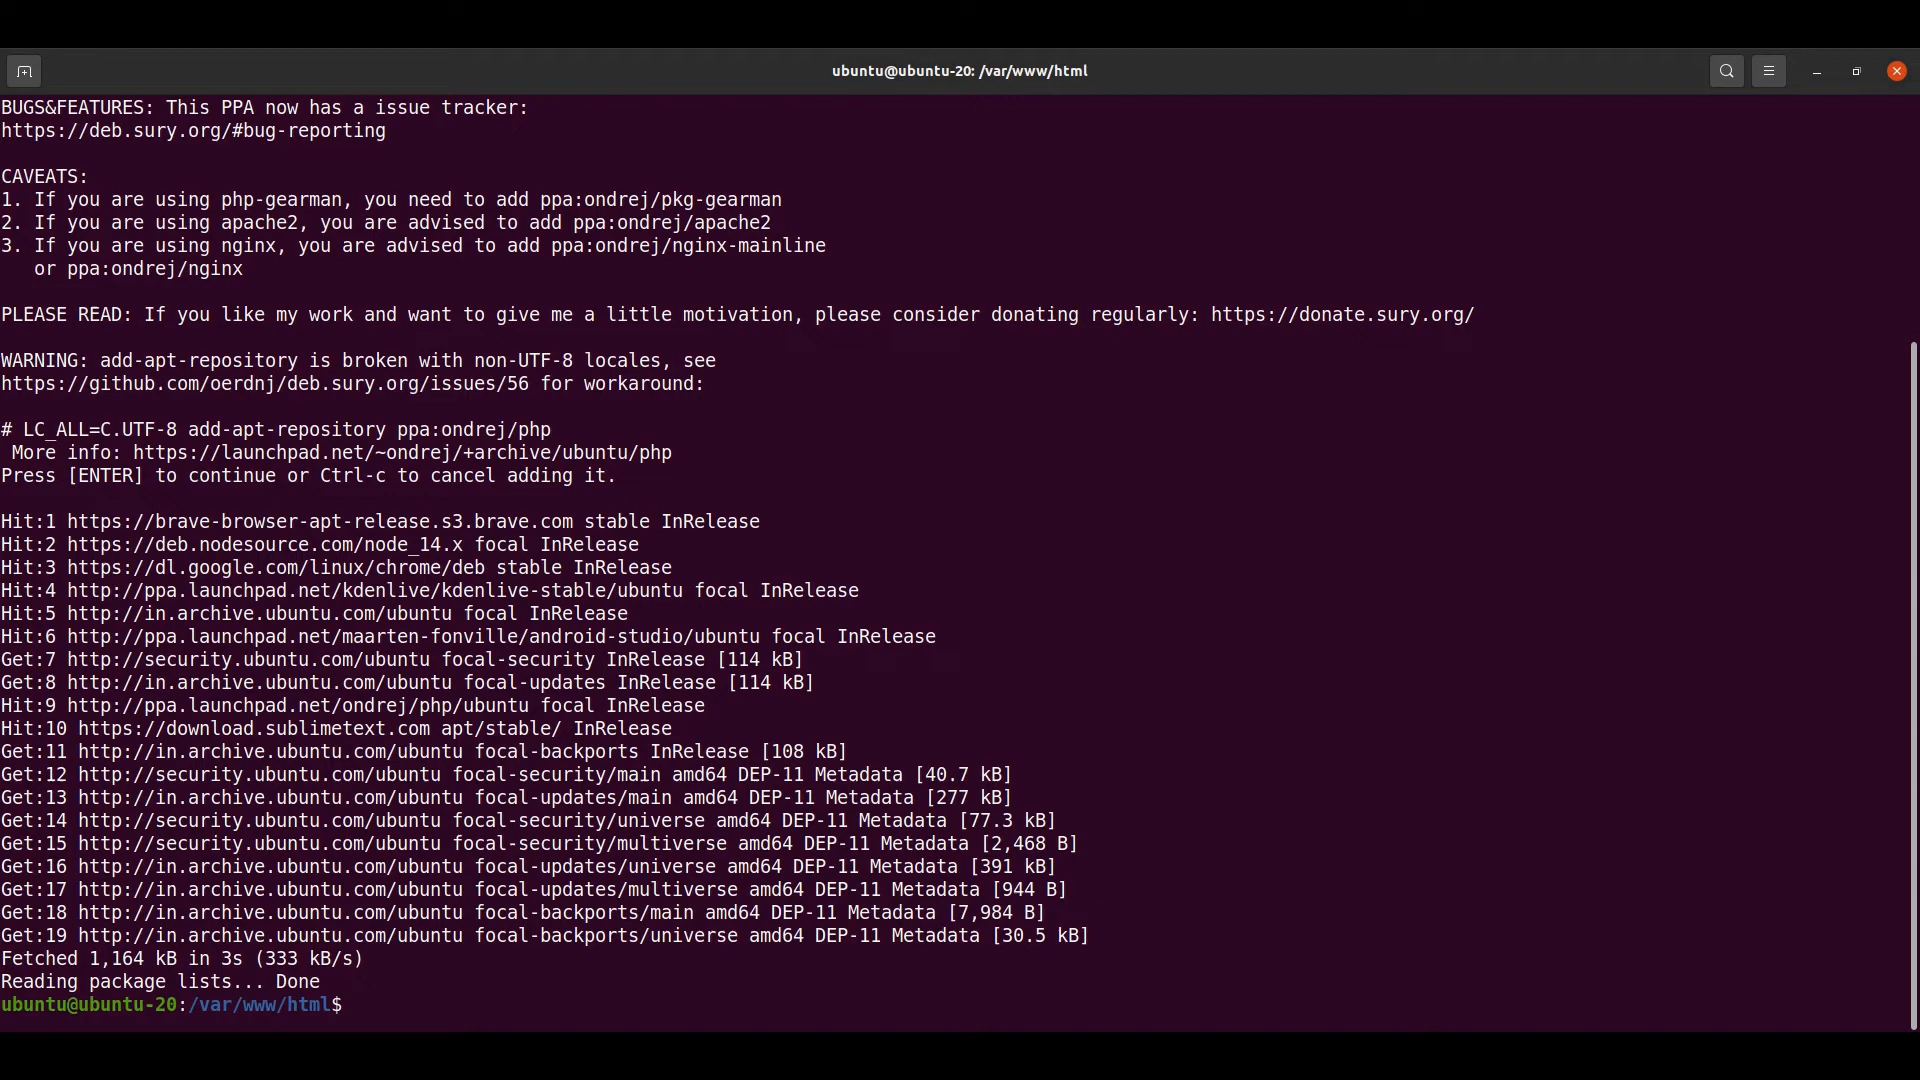 ubuntu@ubuntu-20: /var/www/html
BUGS&FEATURES: This PPA now has a issue tracker:
https://deb.sury.org/#bug-reporting
CAVEATS:
1. If you are using php-gearman, you need to add ppa:ondrej/pkg-gearman
2. If you are using apache2, you are advised to add ppa:ondrej/apache2
3. If you are using nginx, you are advised to add ppa:ondrej/nginx-mainline
   or ppa:ondrej/nginx
PLEASE READ: If you like my work and want to give me a little motivation, please consider donating regularly: https://donate.sury.org/
WARNING: add-apt-repository is broken with non-UTF-8 locales, see
https://github.com/oerdnj/deb.sury.org/issues/56 for workaround:
# LC_ALL=C.UTF-8 add-apt-repository ppa:ondrej/php
 More info: https://launchpad.net/~ondrej/+archive/ubuntu/php
Press [ENTER] to continue or Ctrl-c to cancel adding it.
Hit:1 https://brave-browser-apt-release.s3.brave.com stable InRelease
Hit:2 https://deb.nodesource.com/node_14.x focal InRelease
Hit:3 https://dl.google.com/linux/chrome/deb stable InRelease
Hit:4 http://ppa.launchpad.net/kdenlive/kdenlive-stable/ubuntu focal InRelease
Hit:5 http://in.archive.ubuntu.com/ubuntu focal InRelease
Hit:6 http://ppa.launchpad.net/maarten-fonville/android-studio/ubuntu focal InRelease
Get:7 http://security.ubuntu.com/ubuntu focal-security InRelease [114 kB]
Get:8 http://in.archive.ubuntu.com/ubuntu focal-updates InRelease [114 kB]
Hit:9 http://ppa.launchpad.net/ondrej/php/ubuntu focal InRelease
Hit:10 https://download.sublimetext.com apt/stable/ InRelease
Get:11 http://in.archive.ubuntu.com/ubuntu focal-backports InRelease [108 kB]
Get:12 http://security.ubuntu.com/ubuntu focal-security/main amd64 DEP-11 Metadata [40.7 kB]
Get:13 http://in.archive.ubuntu.com/ubuntu focal-updates/main amd64 DEP-11 Metadata [277 kB]
Get:14 http://security.ubuntu.com/ubuntu focal-security/universe amd64 DEP-11 Metadata [77.3 kB]
Get:15 http://security.ubuntu.com/ubuntu focal-security/multiverse amd64 DEP-11 Metadata [2,468 B]
Get:16 http://in.archive.ubuntu.com/ubuntu focal-updates/universe amd64 DEP-11 Metadata [391 kB]
Get:17 http://in.archive.ubuntu.com/ubuntu focal-updates/multiverse amd64 DEP-11 Metadata [944 B]
Get:18 http://in.archive.ubuntu.com/ubuntu focal-backports/main amd64 DEP-11 Metadata [7,984 B]
Get:19 http://in.archive.ubuntu.com/ubuntu focal-backports/universe amd64 DEP-11 Metadata [30.5 kB]
Fetched 1,164 kB in 3s (333 kB/s)
Reading package lists... Done
ubuntu@ubuntu-20:/var/www/html$